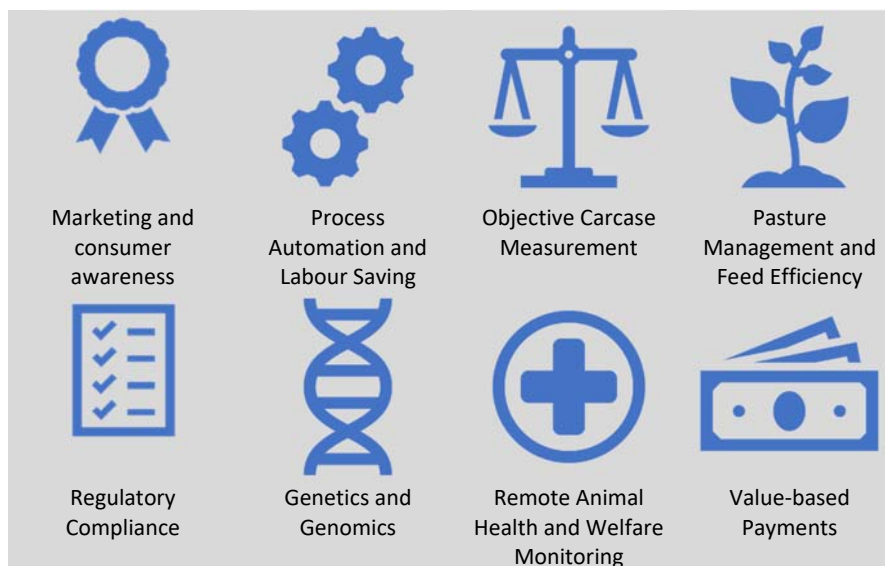 Marketing and
consumer
awareness
Process
Automation and
Labour Saving
Objective Carcase
Measurement
Pasture
Management and
Feed Efficiency
Regulatory
Compliance
Genetics and
Genomics
Remote Animal
Health and Welfare
Monitoring
Value-based
Payments